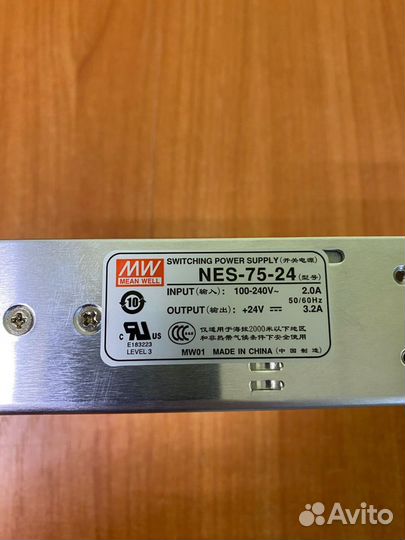 MW
MEAN WELL
SWITCHING POWER SUPPLY (开关电源)
NES-75-24 (型号)
INPUT (输入): 100-240V~ 2.0A
50/60Hz
OUTPUT (输出): +24V 3.2A
10
C UL US
E183223
LEVEL 3
CCC
仅适用于海拔2000米以下地区
和非热带气候条件下安全使用
MW01 MADE IN CHINA (中国制造)
Avito